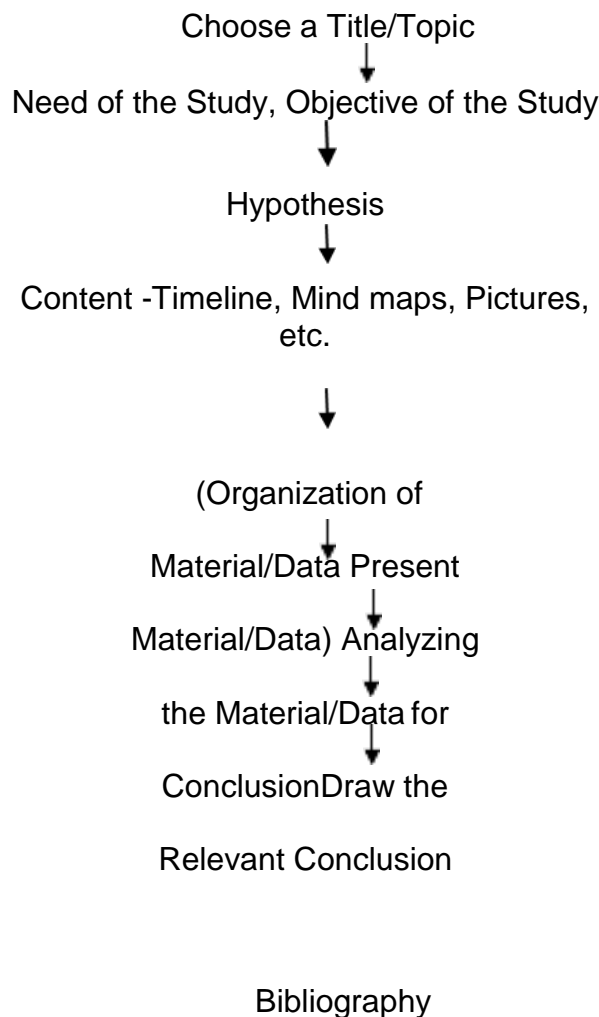 Choose a Title/Topic
Need of the Study, Objective of the Study
Hypothesis
Content -Timeline, Mind maps, Pictures,
etc.
(Organization of
Material/Data Present
Material/Data) Analyzing
the Material/Data for
ConclusionDraw the
Relevant Conclusion
Bibliography